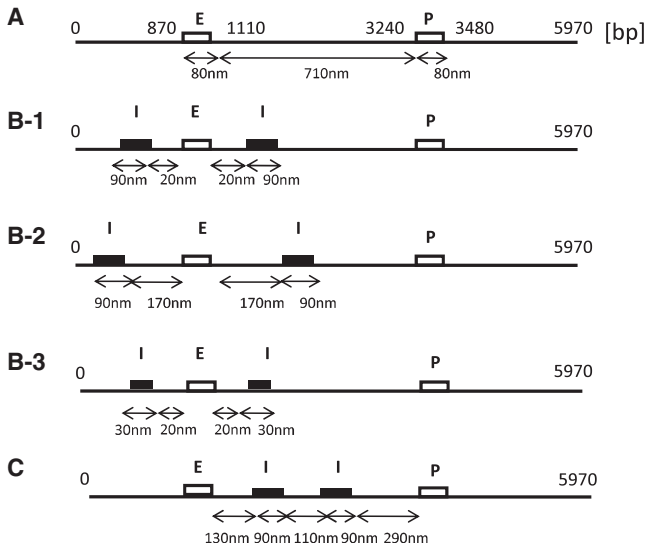 A
E P
0 870 1110 3240 3480 5970 [bp]
80nm 710nm 80nm
B-1
I E I P
0 5970
90nm 20nm 20nm 90nm
B-2
I E I P
0 5970
90nm 170nm 170nm 90nm
B-3
I E I P
0 5970
30nm 20nm 20nm 30nm
C
E I I P
0 5970
130nm 90nm 110nm 90nm 290nm